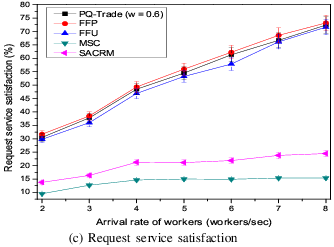 80
75
70
65
60
55
50
45
40
35
30
25
20
15
10
Request service satisfaction (%)
PQ-Trade (w = 0.6)
FFP
FFU
MSC
SACRM
2 3 4 5 6 7 8
Arrival rate of workers (workers/sec)
(c) Request service satisfaction